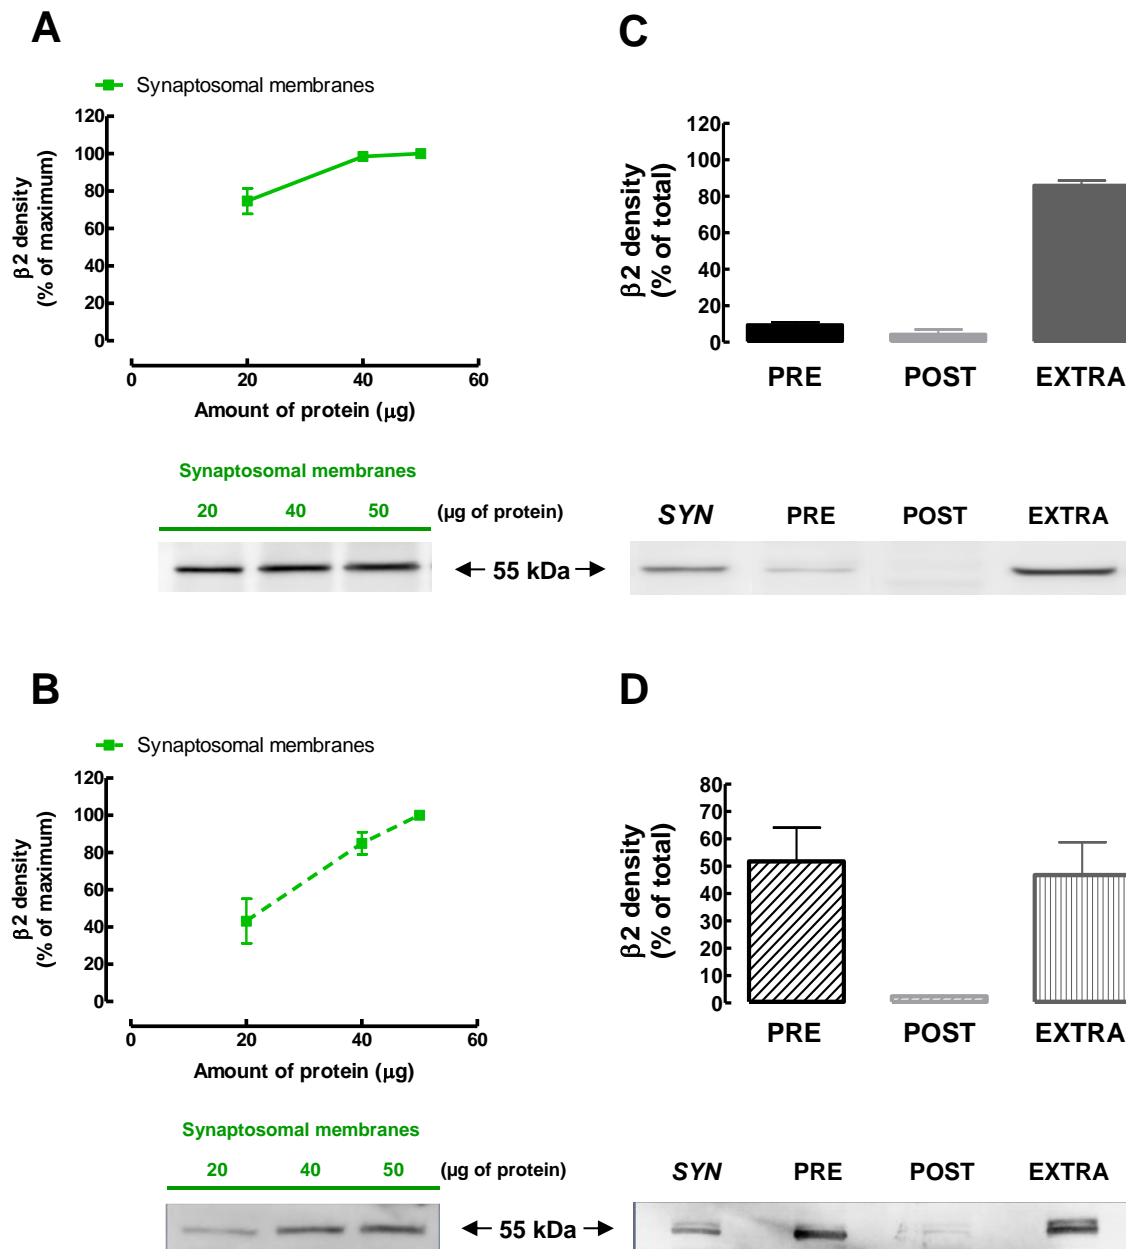 A
Synaptosomal membranes
120
100
80
60
40
20
0
β2 density
(% of maximum)
0
20
40
60
Amount of protein (μg)
Synaptosomal membranes
20 40 50 (μg of protein)
55 kDa
C
120
100
80
60
40
20
0
β2 density
(% of total)
PRE POST EXTRA
SYN PRE POST EXTRA
B
Synaptosomal membranes
120
100
80
60
40
20
0
β2 density
(% of maximum)
0
20
40
60
Amount of protein (μg)
Synaptosomal membranes
20 40 50 (μg of protein)
55 kDa
D
80
70
60
50
40
30
20
10
0
β2 density
(% of total)
PRE POST EXTRA
SYN PRE POST EXTRA